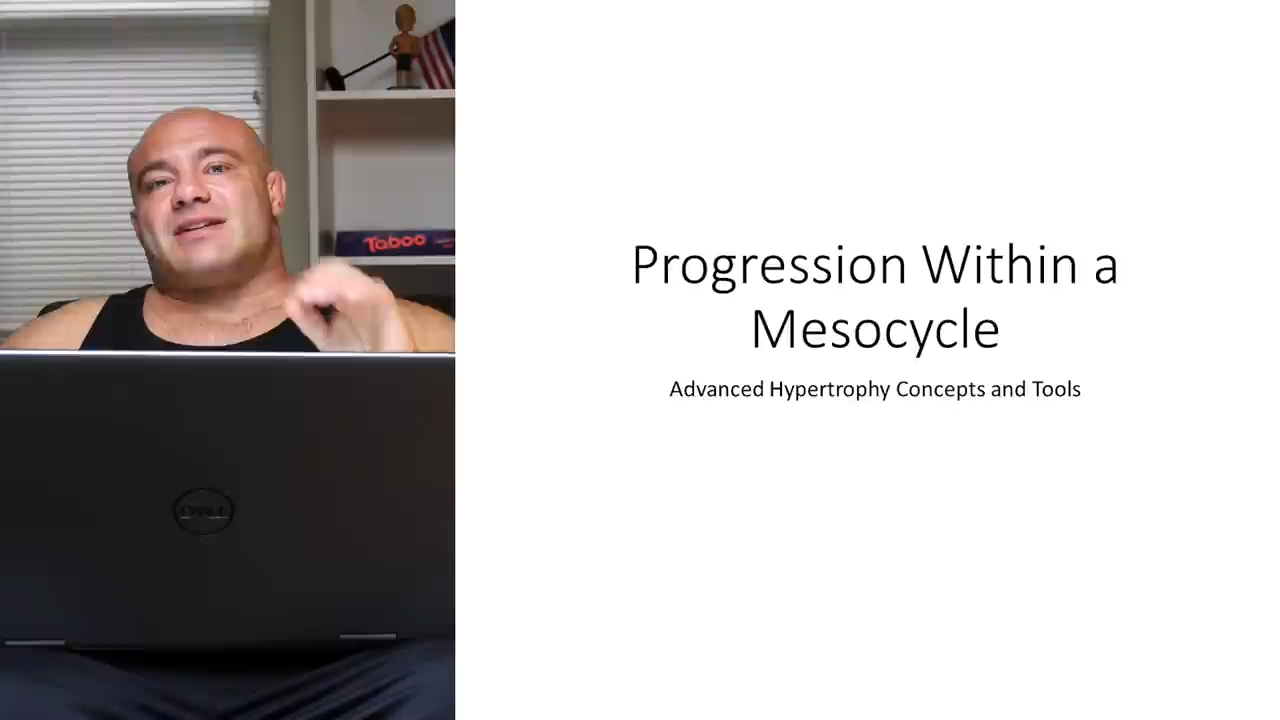 Taboo
Progression Within a
Mesocycle
Advanced Hypertrophy Concepts and Tools
DELL